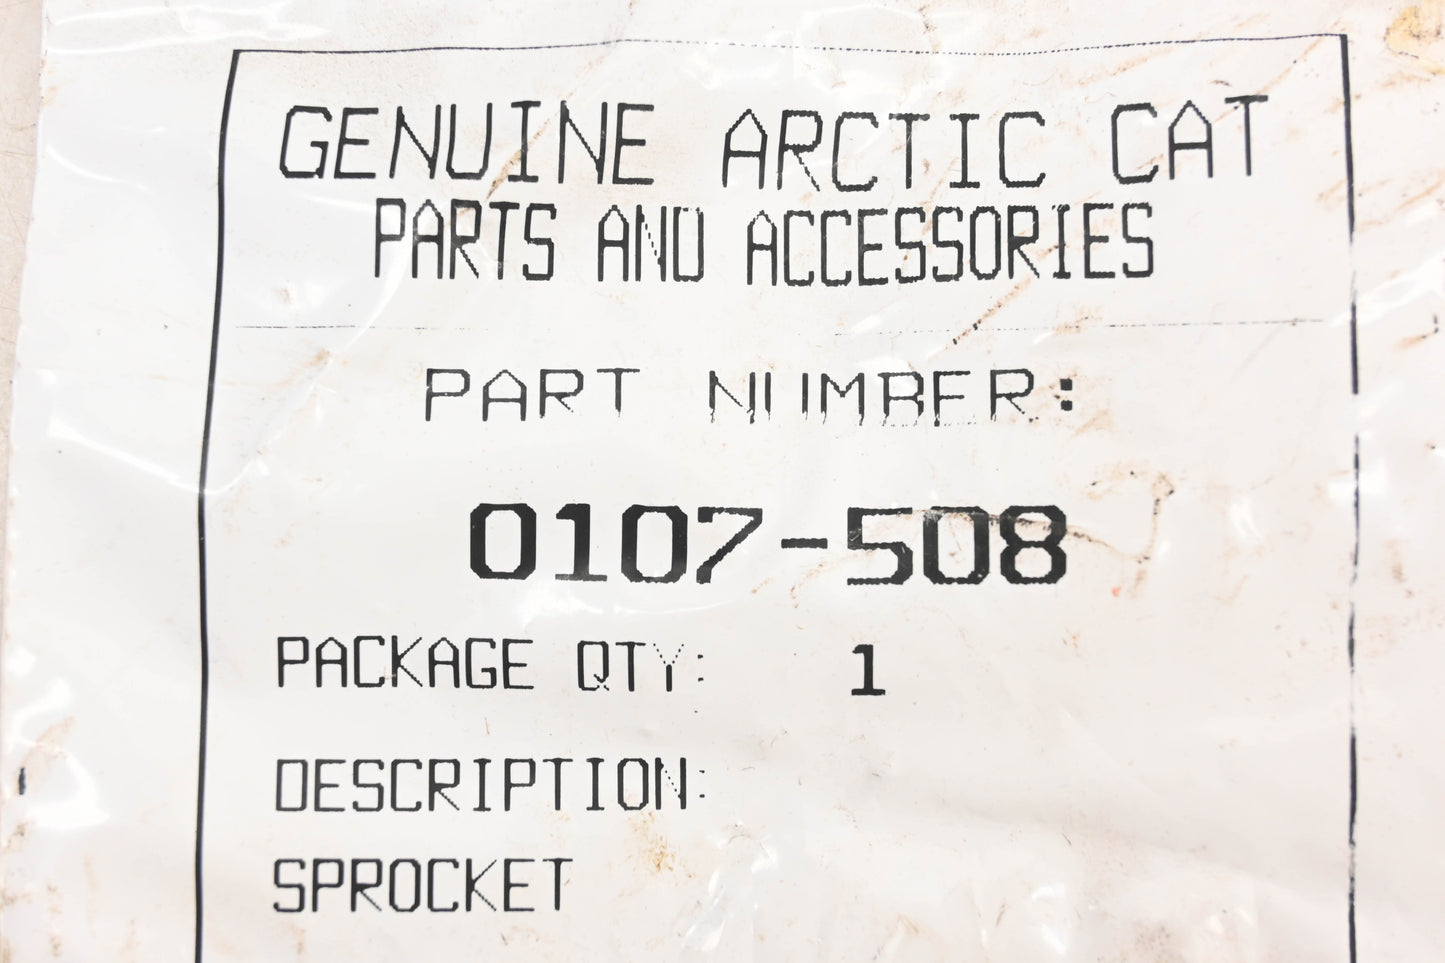 GENUINE ARCTIC CAT
PARTS AND ACCESSORIES
PART NUMBER:
0107-508
PACKAGE QTY: 1
DESCRIPTION:
SPROCKET